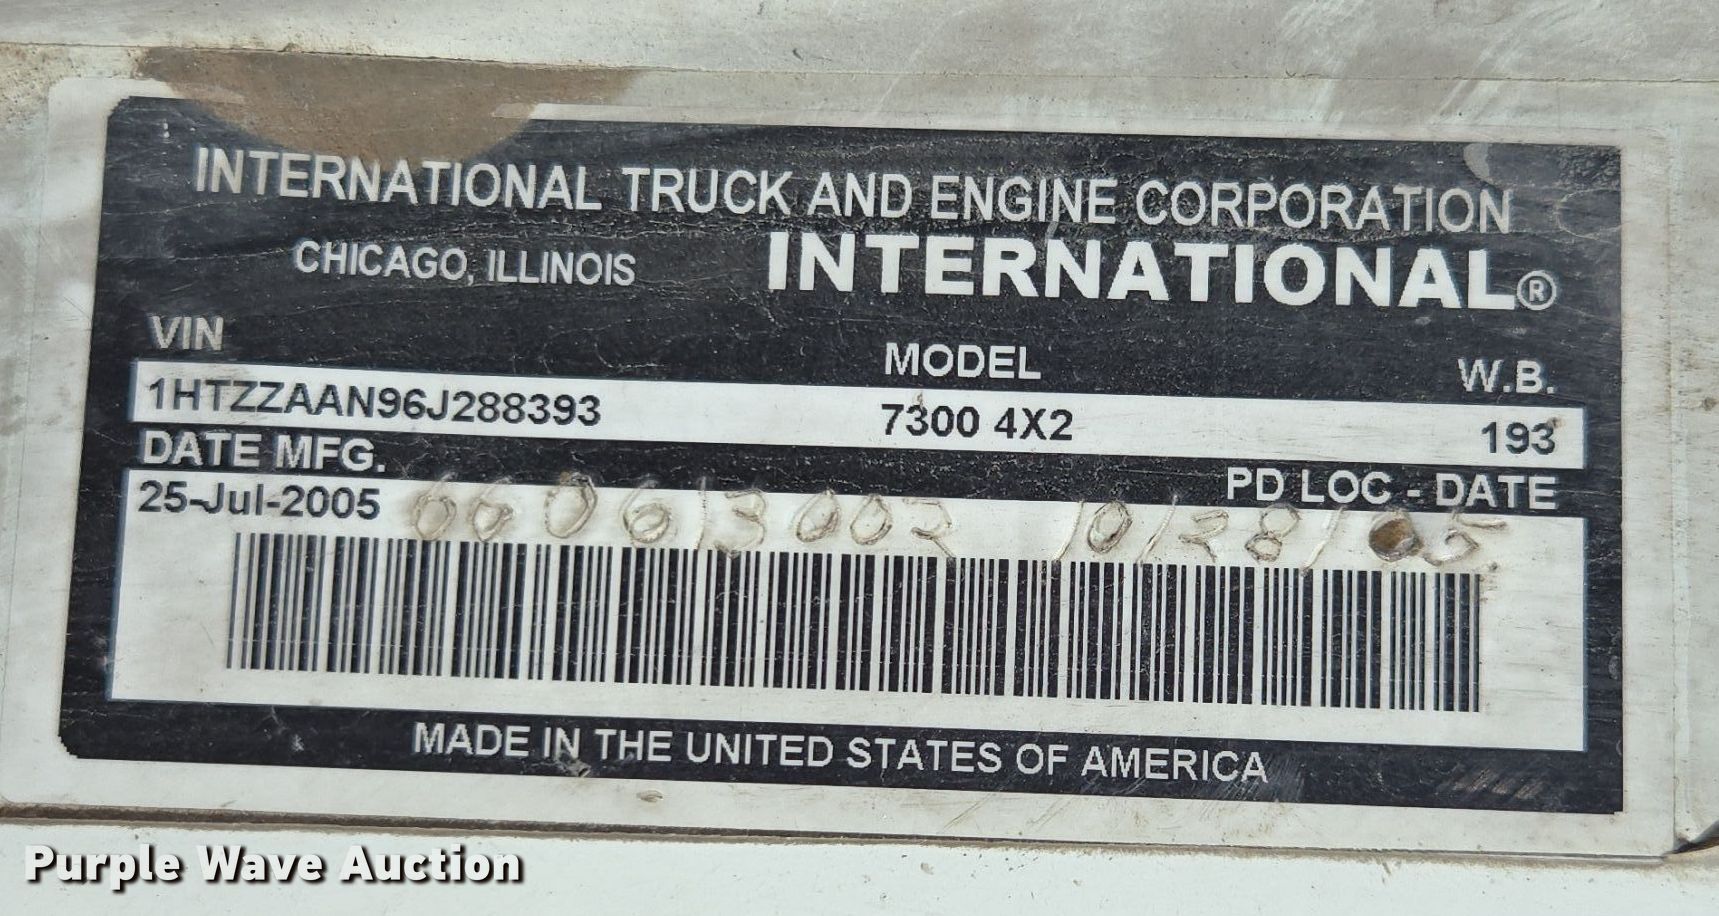 INTERNATIONAL TRUCK AND ENGINE CORPORATION
CHICAGO, ILLINOIS INTERNATIONAL®
VIN MODEL W.B.
1HTZZAAN96J288393 7300 4X2 193
DATE MFG. PD LOC - DATE
25-Jul-2005 660613002 10/28/05
MADE IN THE UNITED STATES OF AMERICA
Purple Wave Auction